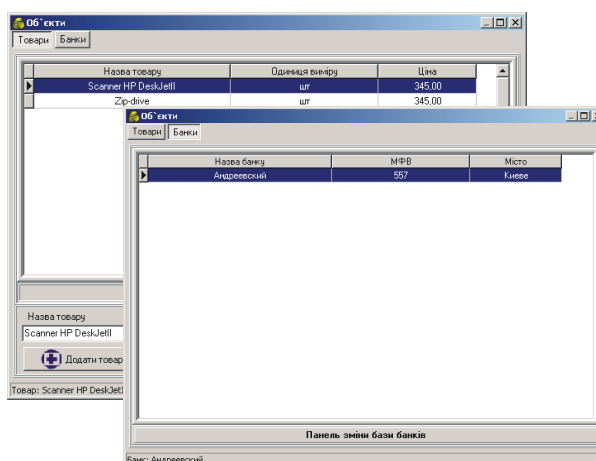 Об`єкти
Товари Банки
Назва товару Одиниця виміру Ціна
Scanner HP DeskJetII шт 345,00
Zip-drive шт 345,00
Назва товару
Scanner HP DeskJetII
Додати товар
Товар: Scanner HP DeskJetI
Об`єкти
Товари Банки
Назва банку МФВ Місто
Андреевский 557 Киеве
Панель зміни бази банків
Банк: Андреевский